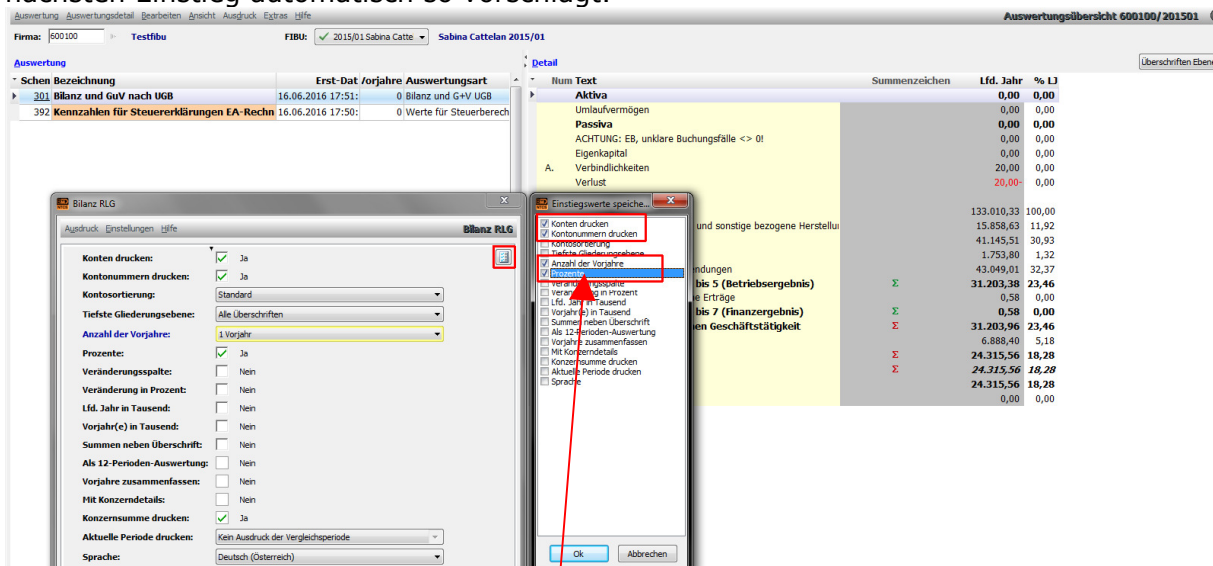 nächsten Einstieg automatisch so vorschlägt.
Auswertung Auswertungsdetail Bearbeiten Ansicht Ausdruck Extras Hilfe
Auswertungsübersicht 600100/201501
Firma: 600100 Testfibu FIBU: 2015/01 Sabina Catte Sabina Cattelan 2015/01
Auswertung
Schen Bezeichnung Erst-Dat /orjahre Auswertungsart
301 Bilanz und GuV nach UGB 16.06.2016 17:51: 0 Bilanz und G+V UGB
392 Kennzahlen für Steuererklärungen EA-Rechn 16.06.2016 17:50: 0 Werte für Steuerberech
Detail
Überschriften Ebene
Num Text Summenzeichen Lfd. Jahr % LJ
Aktiva 0,00 0,00
Umlaufvermögen 0,00 0,00
Passiva 0,00 0,00
ACHTUNG: EB, unklare Buchungsfälle <> 0! 0,00 0,00
Eigenkapital 0,00 0,00
A. Verbindlichkeiten 20,00 0,00
Verlust 20,00- 0,00
133.010,33 100,00
und sonstige bezogene Herstellu 15.858,63 11,92
41.145,51 30,93
1.753,80 1,32
endungen 43.049,01 32,37
bis 5 (Betriebsergebnis) Σ 31.203,38 23,46
e Erträge 0,58 0,00
bis 7 (Finanzergebnis) Σ 0,58 0,00
en Geschäftstätigkeit Σ 31.203,96 23,46
6.888,40 5,18
Σ 24.315,56 18,28
Σ 24.315,56 18,28
24.315,56 18,28
0,00 0,00
Bilanz RLG
Ausdruck Einstellungen Hilfe Bilanz RLG
Konten drucken: Ja
Kontonummern drucken: Ja
Kontosortierung: Standard
Tiefste Gliederungsebene: Alle Überschriften
Anzahl der Vorjahre: 1 Vorjahr
Prozente: Ja
Veränderungsspalte: Nein
Veränderung in Prozent: Nein
Lfd. Jahr in Tausend: Nein
Vorjahr(e) in Tausend: Nein
Summen neben Überschrift: Nein
Als 12-Perioden-Auswertung: Nein
Vorjahre zusammenfassen: Nein
Mit Konzerndetails: Nein
Konzernsumme drucken: Ja
Aktuelle Periode drucken: Kein Ausdruck der Vergleichsperiode
Sprache: Deutsch (Österreich)
Einstiegswerte speiche...
Konten drucken
Kontonummern drucken
Kontosortierung
Tiefste Gliederungsebene
Anzahl der Vorjahre
Prozente
Veränderungsspalte
Veränderung in Prozent
Lfd. Jahr in Tausend
Vorjahr(e) in Tausend
Summen neben Überschrift
Als 12-Perioden-Auswertung
Vorjahre zusammenfassen
Mit Konzerndetails
Konzernsumme drucken
Aktuelle Periode drucken
Sprache
Ok Abbrechen